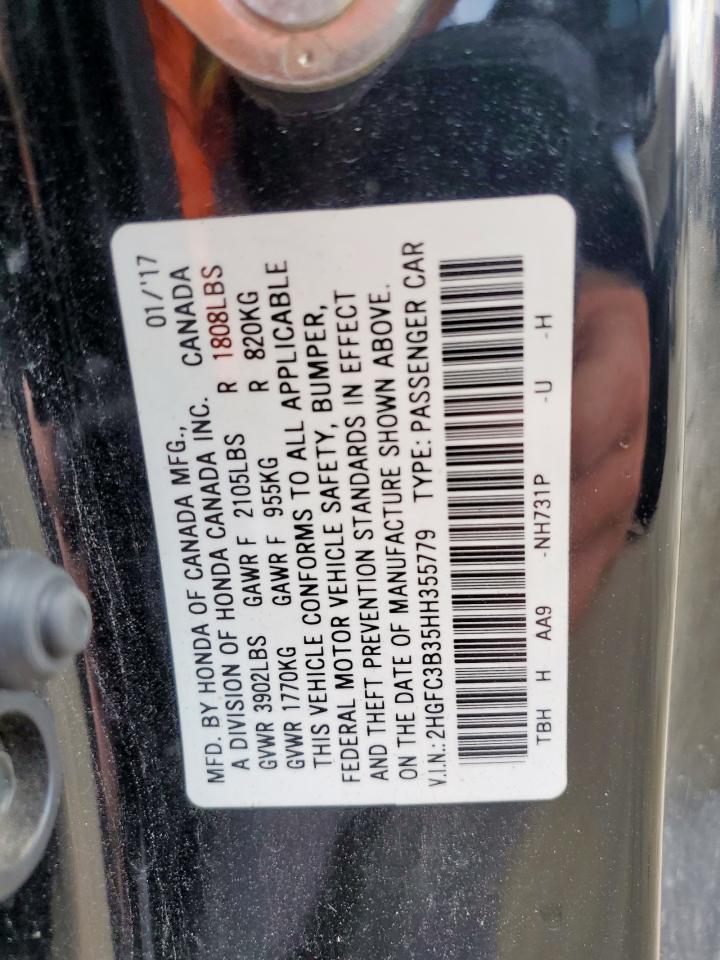 MFD. BY HONDA OF CANADA MFG., 01/'17
A DIVISION OF HONDA CANADA INC. CANADA
GVWR 3902LBS GAWR F 2105LBS R 1808LBS
GVWR 1770KG GAWR F 955KG R 820KG
THIS VEHICLE CONFORMS TO ALL APPLICABLE
FEDERAL MOTOR VEHICLE SAFETY, BUMPER,
AND THEFT PREVENTION STANDARDS IN EFFECT
ON THE DATE OF MANUFACTURE SHOWN ABOVE.
V.I.N.: 2HGFC3B35HH355779 TYPE: PASSENGER CAR
TBH H AA9 -NH731P -U -H